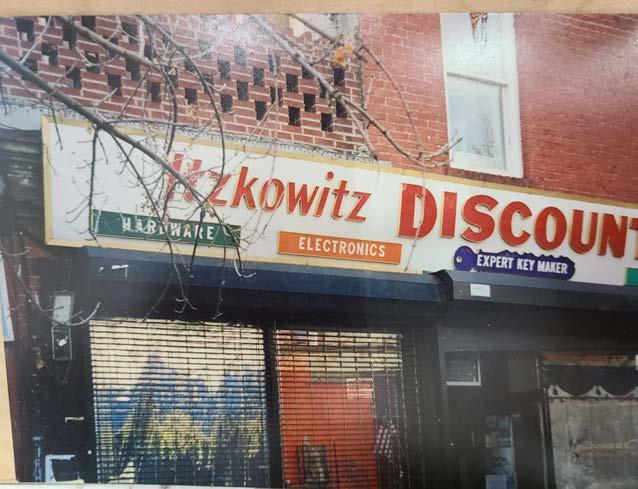 Itzkowitz DISCOUNT
HARDWARE
ELECTRONICS
EXPERT KEY MAKER